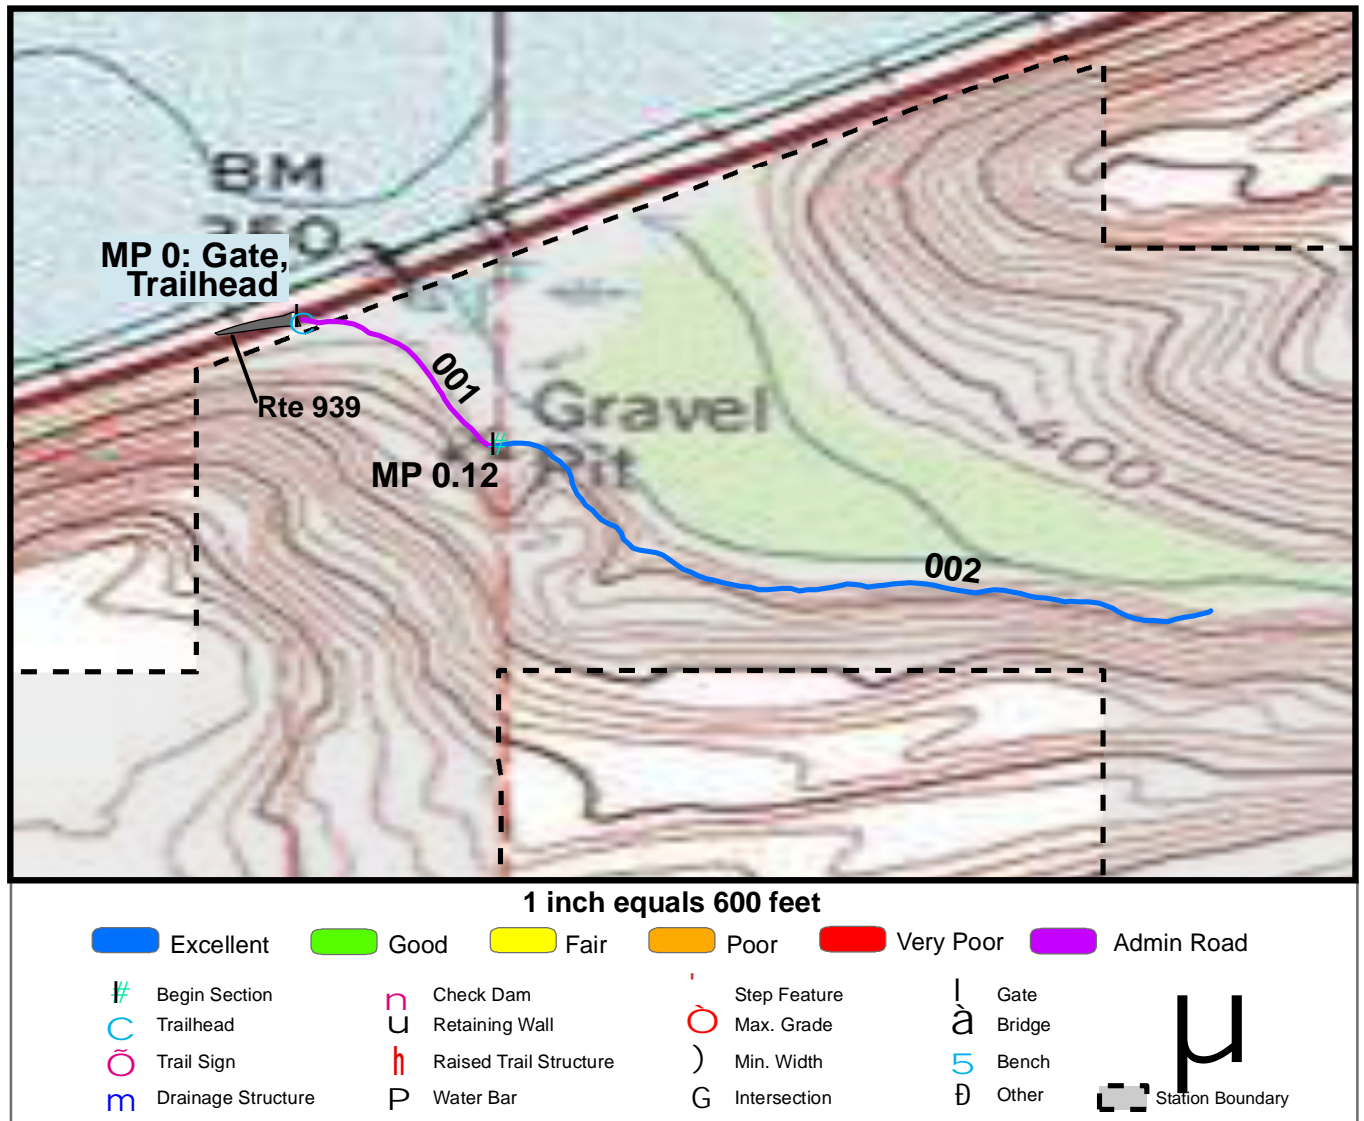 BM
MP 0: Gate,
Trailhead
Rte 939
001
Gravel
Pit
MP 0.12
400
002
1 inch equals 600 feet
Excellent
Good
Fair
Poor
Very Poor
Admin Road
# Begin Section
C Trailhead
Õ Trail Sign
m Drainage Structure
n Check Dam
u Retaining Wall
h Raised Trail Structure
P Water Bar
' Step Feature
Ò Max. Grade
) Min. Width
G Intersection
l Gate
à Bridge
5 Bench
Ð Other
µ
Station Boundary